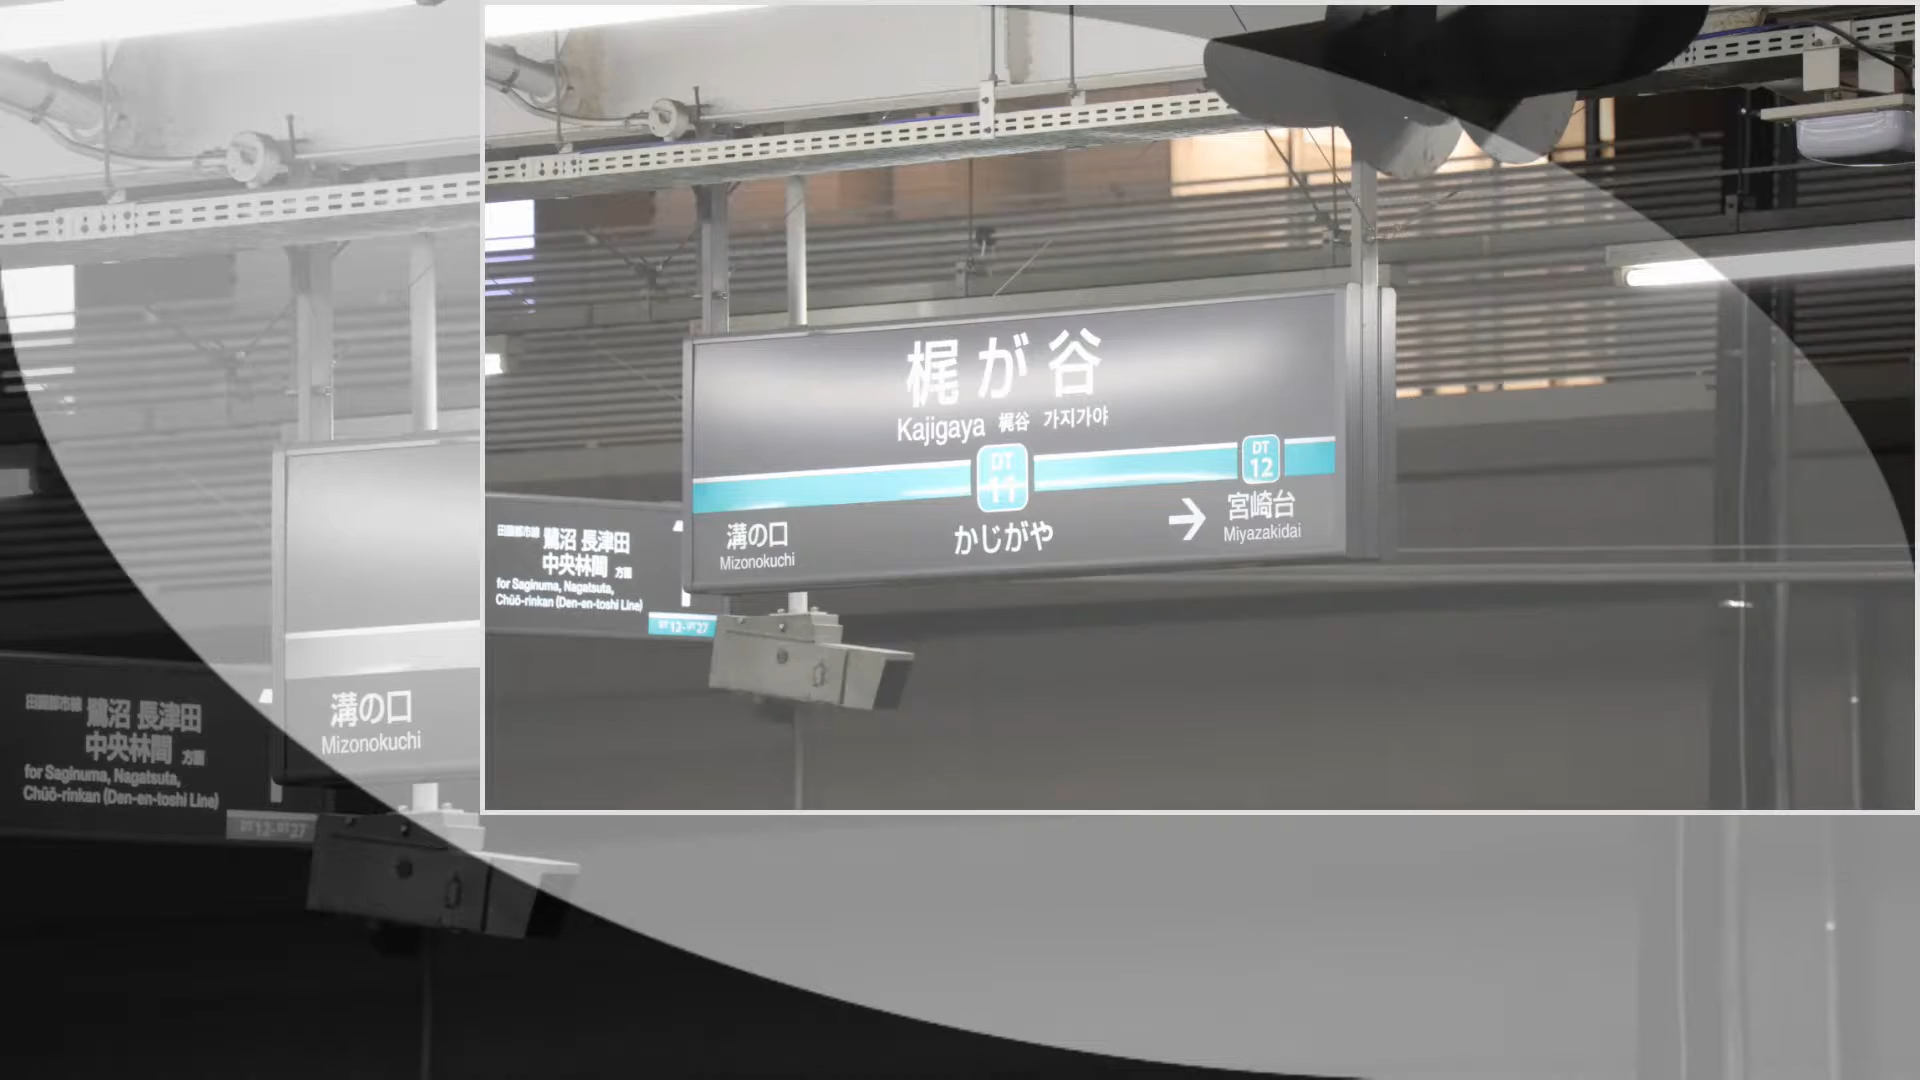 梶が谷
Kajigaya 梶谷 가지가야
DT
11
DT
12
溝の口
Mizonokuchi
かじがや
→ 宮崎台
Miyazakidai
田園都市線 鷺沼 長津田
中央林間 方面
for Saginuma, Nagatsuta,
Chūō-rinkan (Den-en-toshi Line)
DT12-DT27
溝の口
Mizonokuchi
田園都市線 鷺沼 長津田
中央林間 方面
for Saginuma, Nagatsuta,
Chūō-rinkan (Den-en-toshi Line)
DT12-DT27